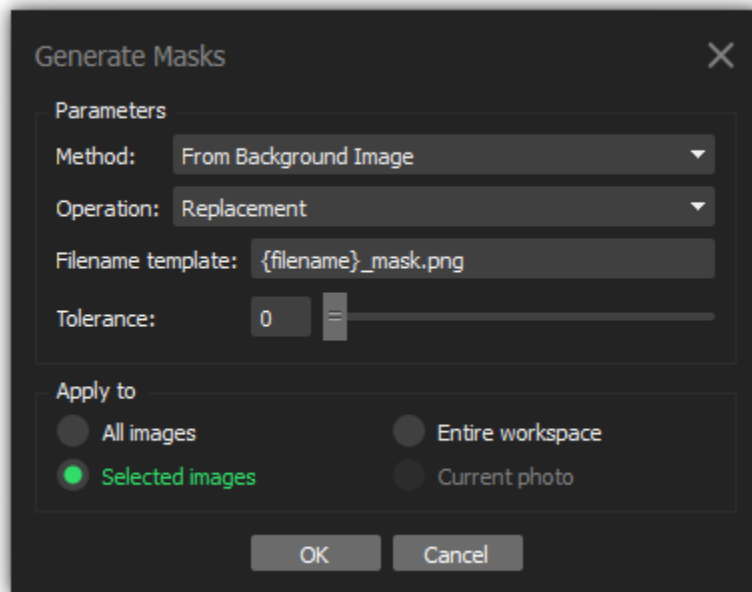 Generate Masks
Parameters
Method: From Background Image
Operation: Replacement
Filename template: {filename}_mask.png
Tolerance: 0
Apply to
All images Entire workspace
Selected images Current photo
OK Cancel